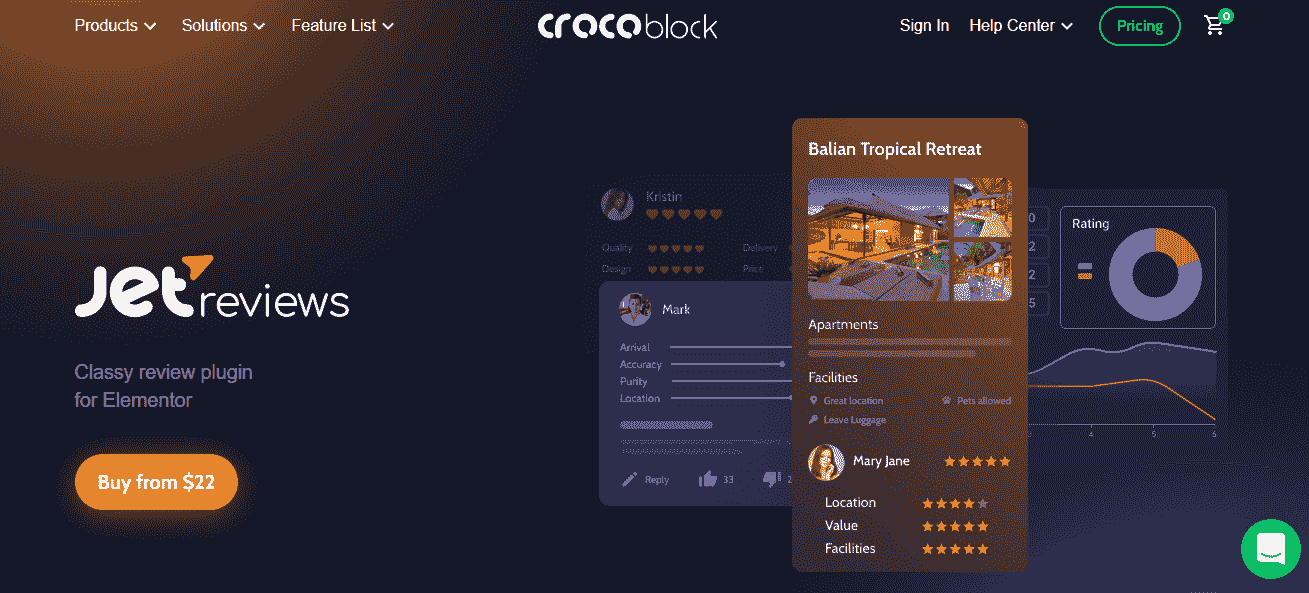 Products
Solutions
Feature List
crocoblock
Sign In
Help Center
Pricing
0
Jet reviews
Classy review plugin
for Elementor
Buy from $22
Kristin
Quality
Delivery
Design
Price
Mark
Arrival
Accuracy
Purity
Location
Reply
33
2
Balian Tropical Retreat
Apartments
Facilities
Great location
Pets allowed
Leave Luggage
Mary Jane
Location
Value
Facilities
0
2
2
5
Rating
4
5
6